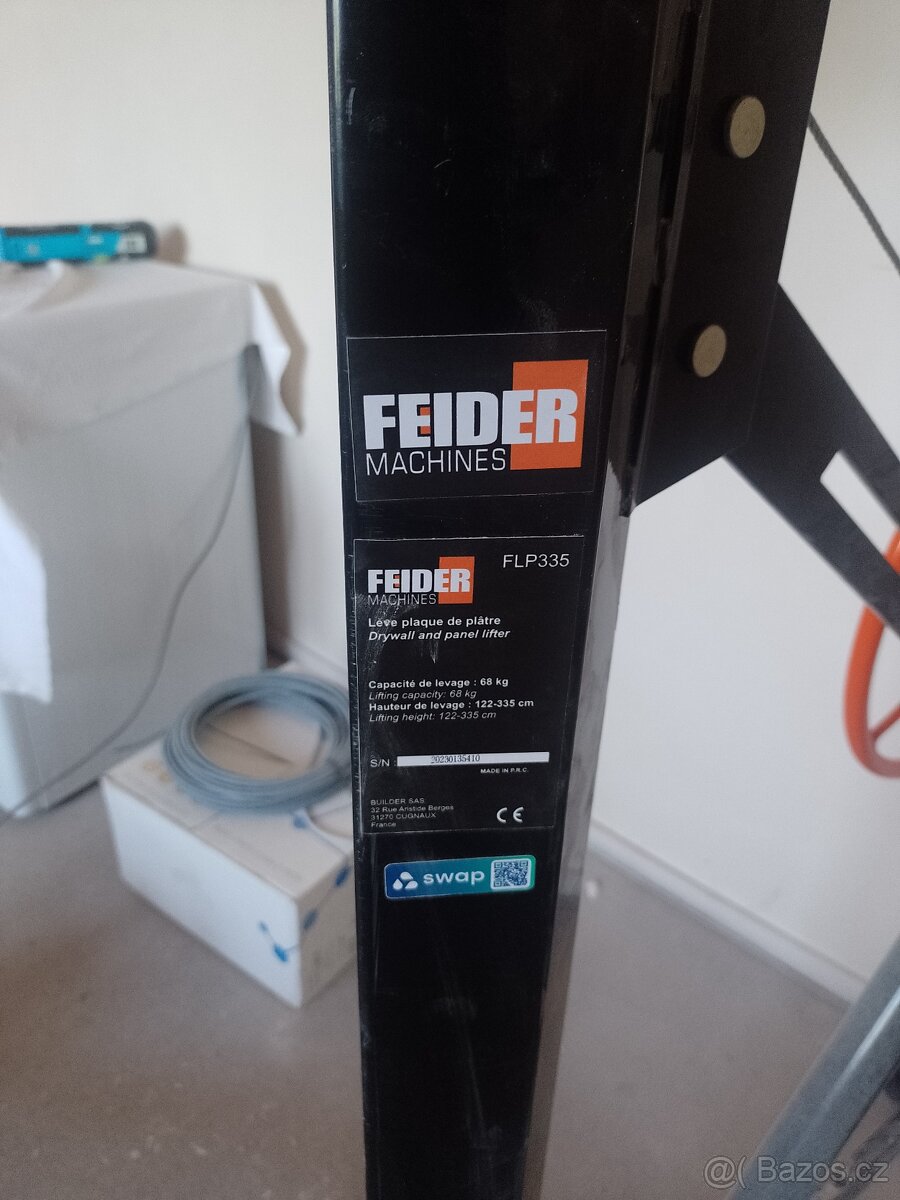 FEIDER
MACHINES
FEIDER
MACHINES
FLP335
Lève plaque de plâtre
Drywall and panel lifter
Capacité de levage : 68 kg
Lifting capacity: 68 kg
Hauteur de levage : 122-335 cm
Lifting height: 122-335 cm
S/N : 20230135410
MADE IN P.R.C.
BUILDER SAS
32 Rue Aristide Berges
31270 CUGNAUX
France
CE
swap
@( Bazos.cz